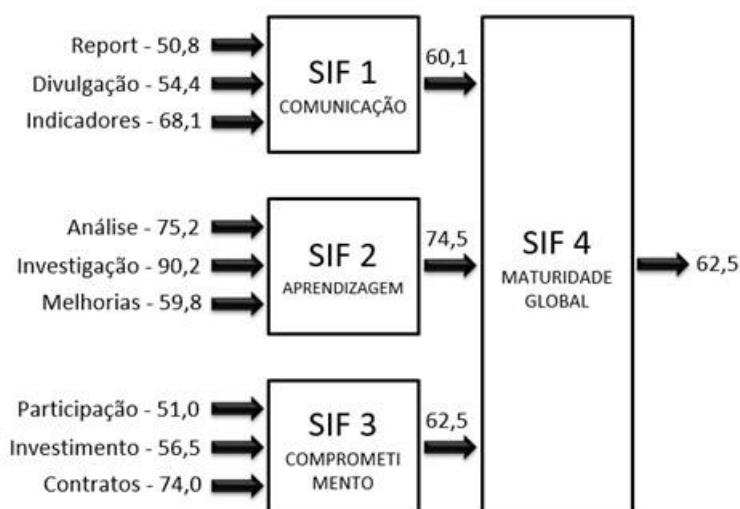 Report - 50,8
Divulgação - 54,4
Indicadores - 68,1
SIF 1
COMUNICAÇÃO
60,1
Análise - 75,2
Investigação - 90,2
Melhorias - 59,8
SIF 2
APRENDIZAGEM
74,5
Participação - 51,0
Investimento - 56,5
Contratos - 74,0
SIF 3
COMPROMETI
MENTO
62,5
SIF 4
MATURIDADE
GLOBAL
62,5